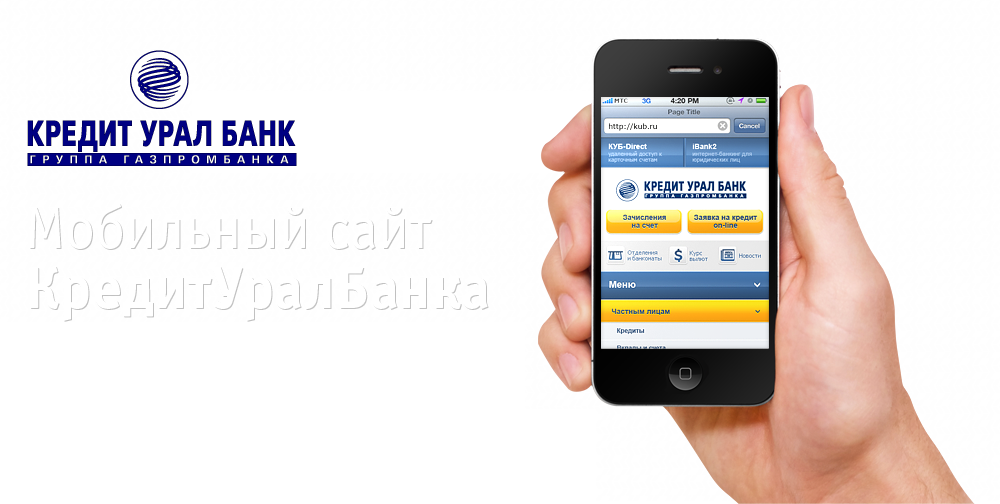 КРЕДИТ УРАЛ БАНК
ГРУППА ГАЗПРОМБАНКА
Мобильный сайт
КредитУралБанка
МТС 3G 4:20 PM
Page Title
http://kub.ru Cancel
КУБ-Direct
удаленный доступ к
карточным счетам
iBank2
интернет-банкинг для
юридических лиц
КРЕДИТ УРАЛ БАНК
ГРУППА ГАЗПРОМБАНКА
Зачисления
на счет
Заявка на кредит
on-line
Отделения
и банкоматы
Курс
валют
Новости
Меню
Частным лицам
Кредиты
Вклады и счета